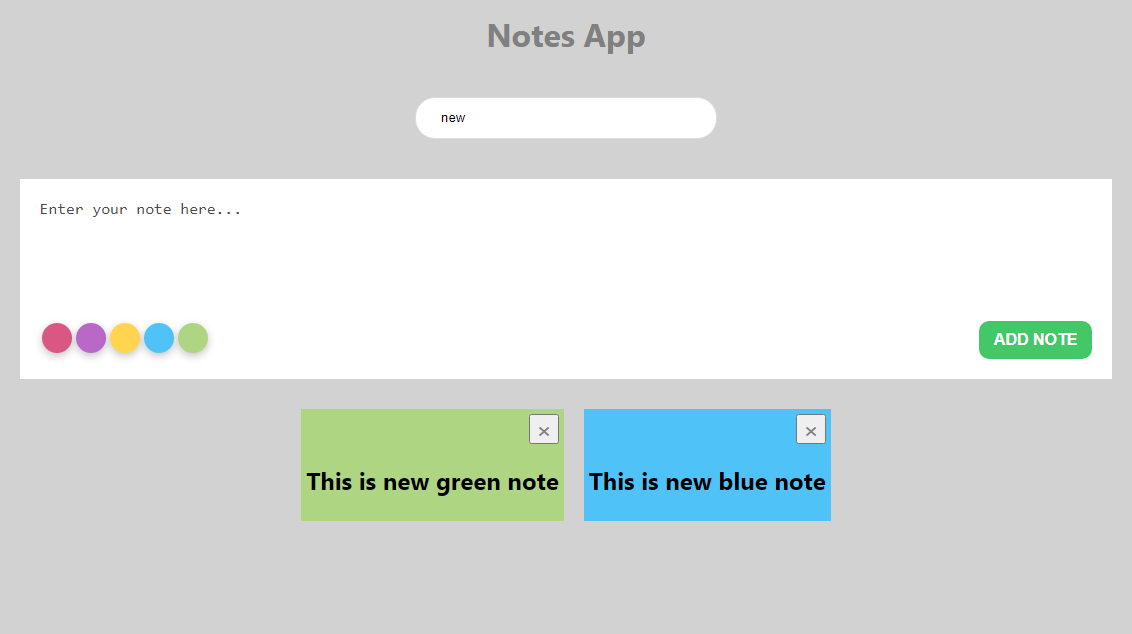 Notes App
new
Enter your note here...
ADD NOTE
×
×
This is new green note
This is new blue note